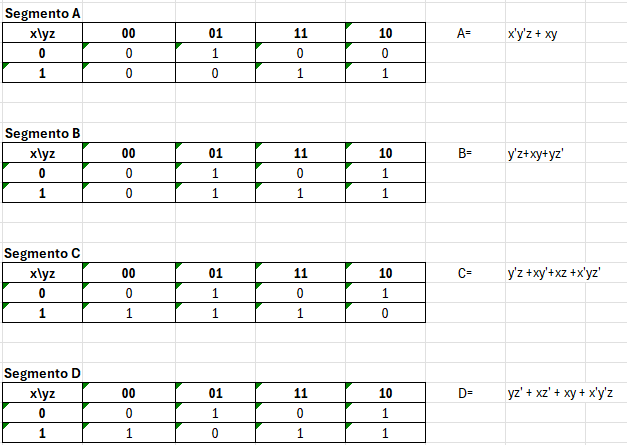 Segmento A
x\yz 00 01 11 10 A= x'y'z + xy
0 0 1 0 0
1 0 0 1 1
Segmento B
x\yz 00 01 11 10 B= y'z+xy+yz'
0 0 1 0 1
1 0 1 1 1
Segmento C
x\yz 00 01 11 10 C= y'z +xy'+xz +x'yz'
0 0 1 0 1
1 1 1 1 0
Segmento D
x\yz 00 01 11 10 D= yz' + xz' + xy + x'y'z
0 0 1 0 1
1 1 0 1 1